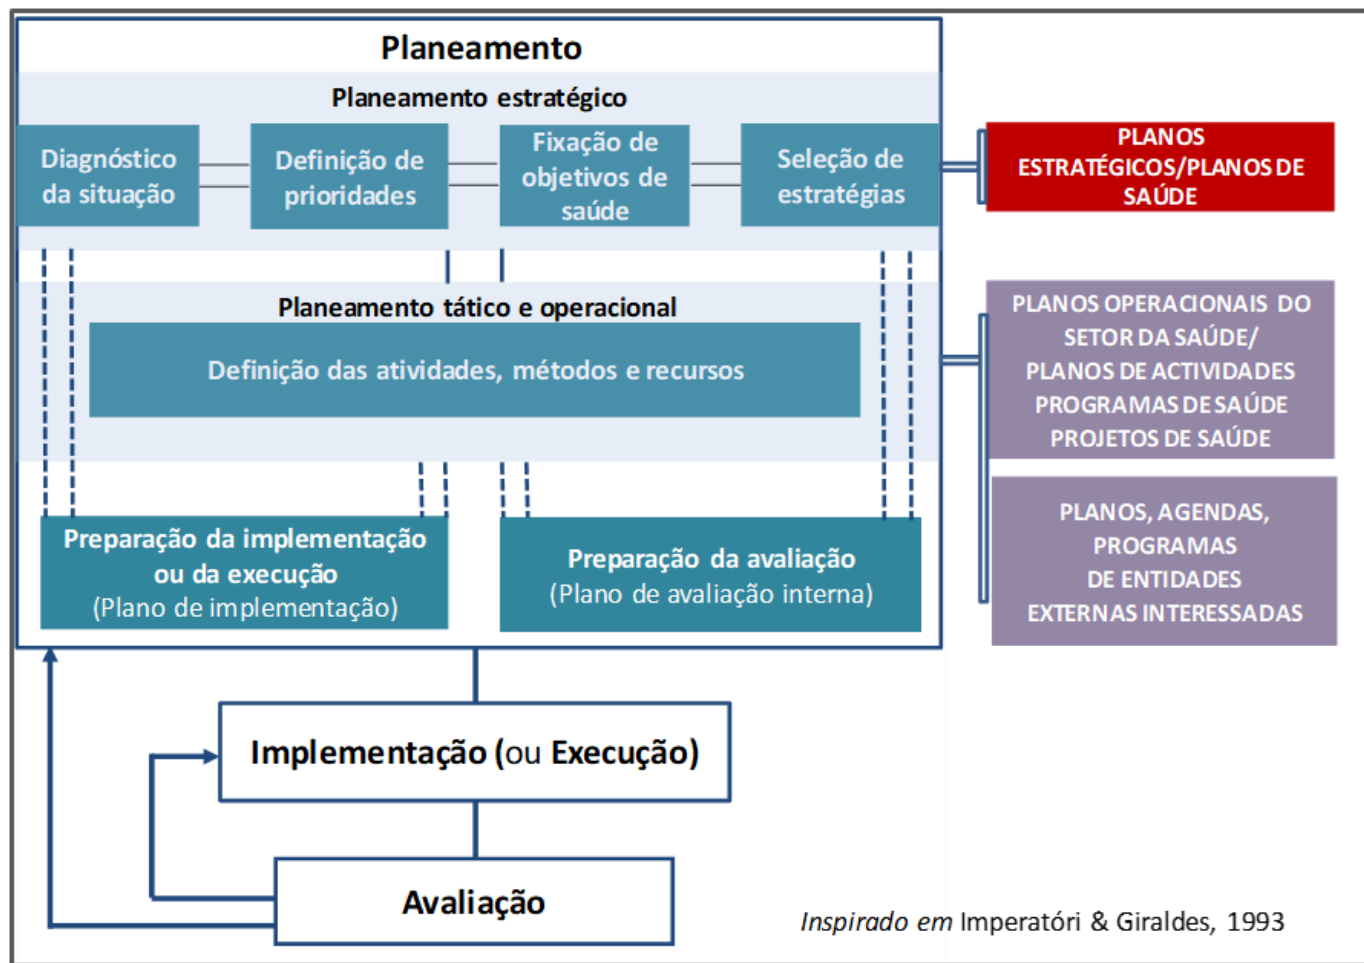 Planeamento
Planeamento estratégico
Diagnóstico
da situação
Definição de
prioridades
Fixação de
objetivos de
saúde
Seleção de
estratégias
PLANOS
ESTRATÉGICOS/PLANOS DE
SAÚDE
Planeamento tático e operacional
Definição das atividades, métodos e recursos
PLANOS OPERACIONAIS DO
SETOR DA SAÚDE/
PLANOS DE ACTIVIDADES
PROGRAMAS DE SAÚDE
PROJETOS DE SAÚDE
Preparação da implementação
ou da execução
(Plano de implementação)
Preparação da avaliação
(Plano de avaliação interna)
PLANOS, AGENDAS,
PROGRAMAS
DE ENTIDADES
EXTERNAS INTERESSADAS
Implementação (ou Execução)
Avaliação
Inspirado em Imperatóri & Giraldes, 1993